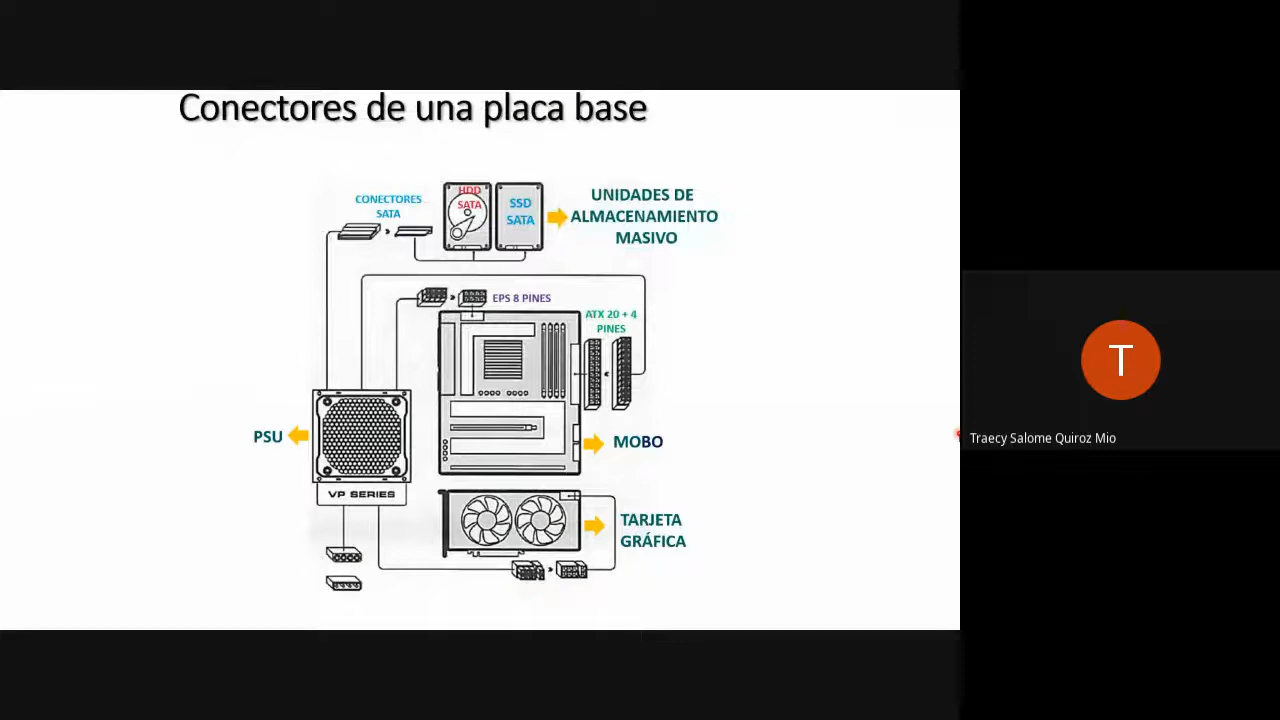 Conectores de una placa base
CONECTORES
SATA
HDD
SATA
SSD
SATA
UNIDADES DE
ALMACENAMIENTO
MASIVO
EPS 8 PINES
ATX 20 + 4
PINES
PSU
MOBO
VP SERIES
TARJETA
GRÁFICA
T
Traecy Salome Quiroz Mio